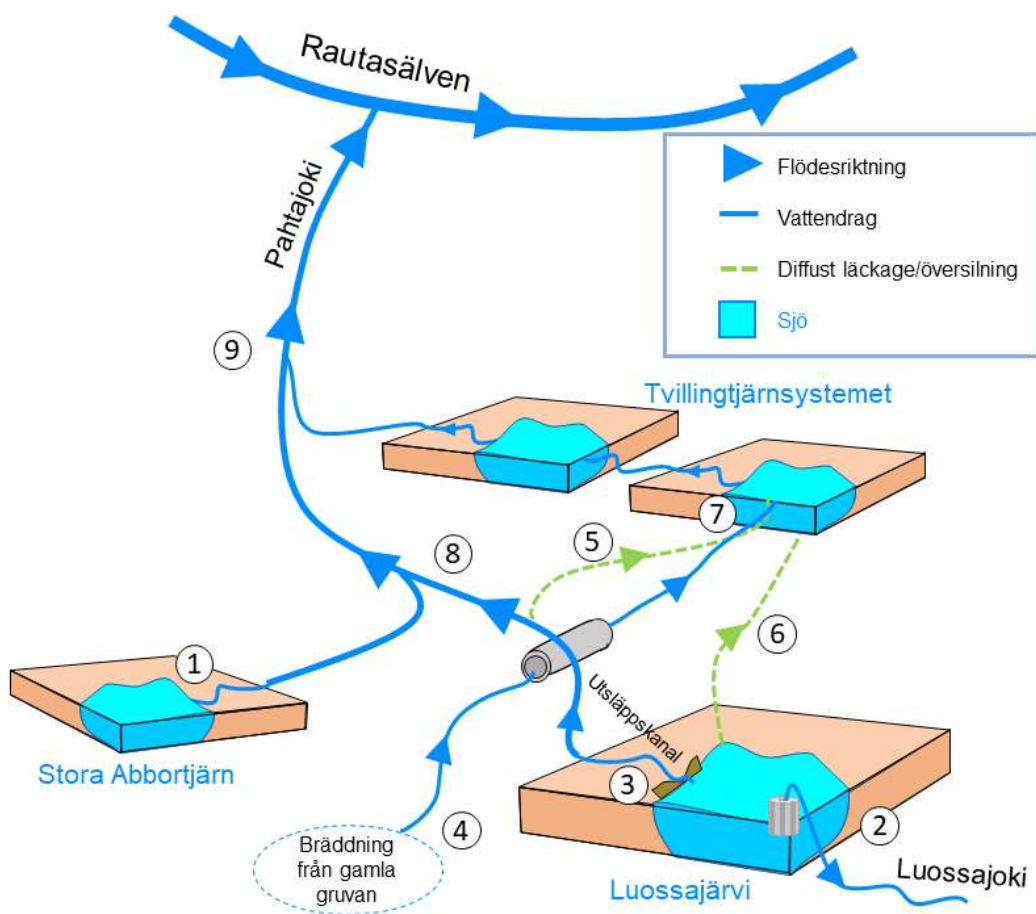 Rautasälven
Pahtajoki
Flödesriktning
Vattendrag
Diffust läckage/översilning
Sjö
9
Tvillingtjärnsystemet
7
5
8
6
1
Utsläppskanal
Stora Abbortjärn
3
4
2
Bräddning
från gamla
gruvan
Luossajärvi
Luossajoki